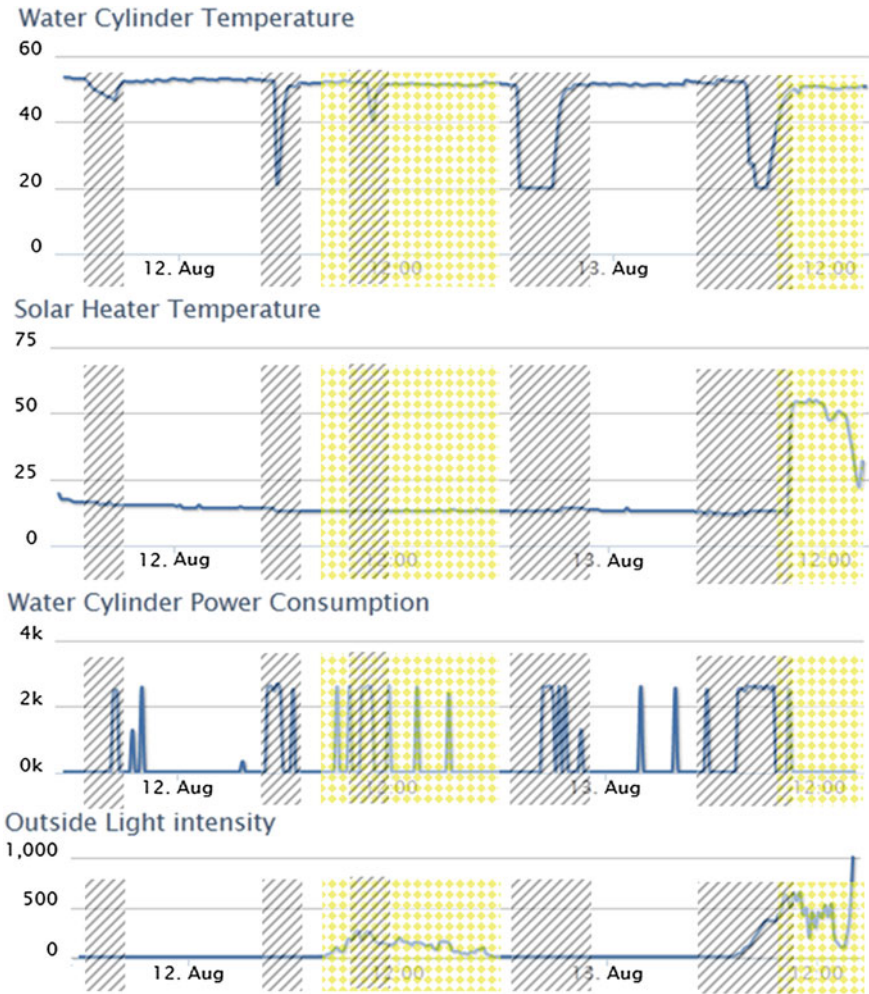 Water Cylinder Temperature
60
40
20
0
12. Aug 12:00 13. Aug 12:00
Solar Heater Temperature
75
50
25
0
12. Aug 12:00 13. Aug 12:00
Water Cylinder Power Consumption
4k
2k
0k
12. Aug 12:00 13. Aug 12:00
Outside Light intensity
1,000
500
0
12. Aug 12:00 13. Aug 12:00